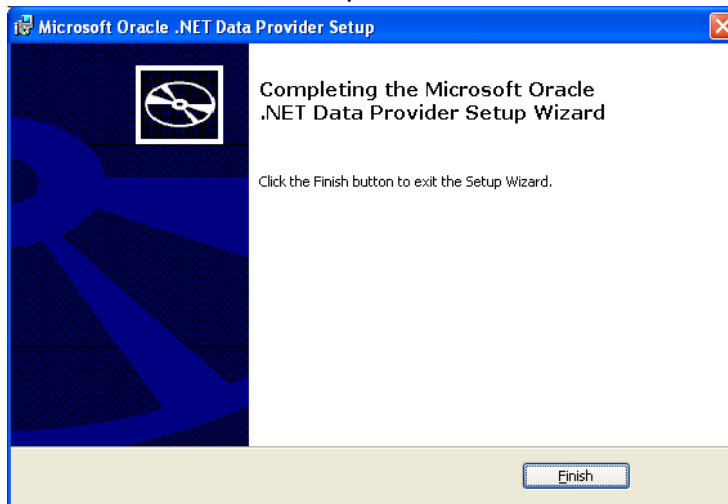 Microsoft Oracle .NET Data Provider Setup
Completing the Microsoft Oracle
.NET Data Provider Setup Wizard
Click the Finish button to exit the Setup Wizard.
Finish